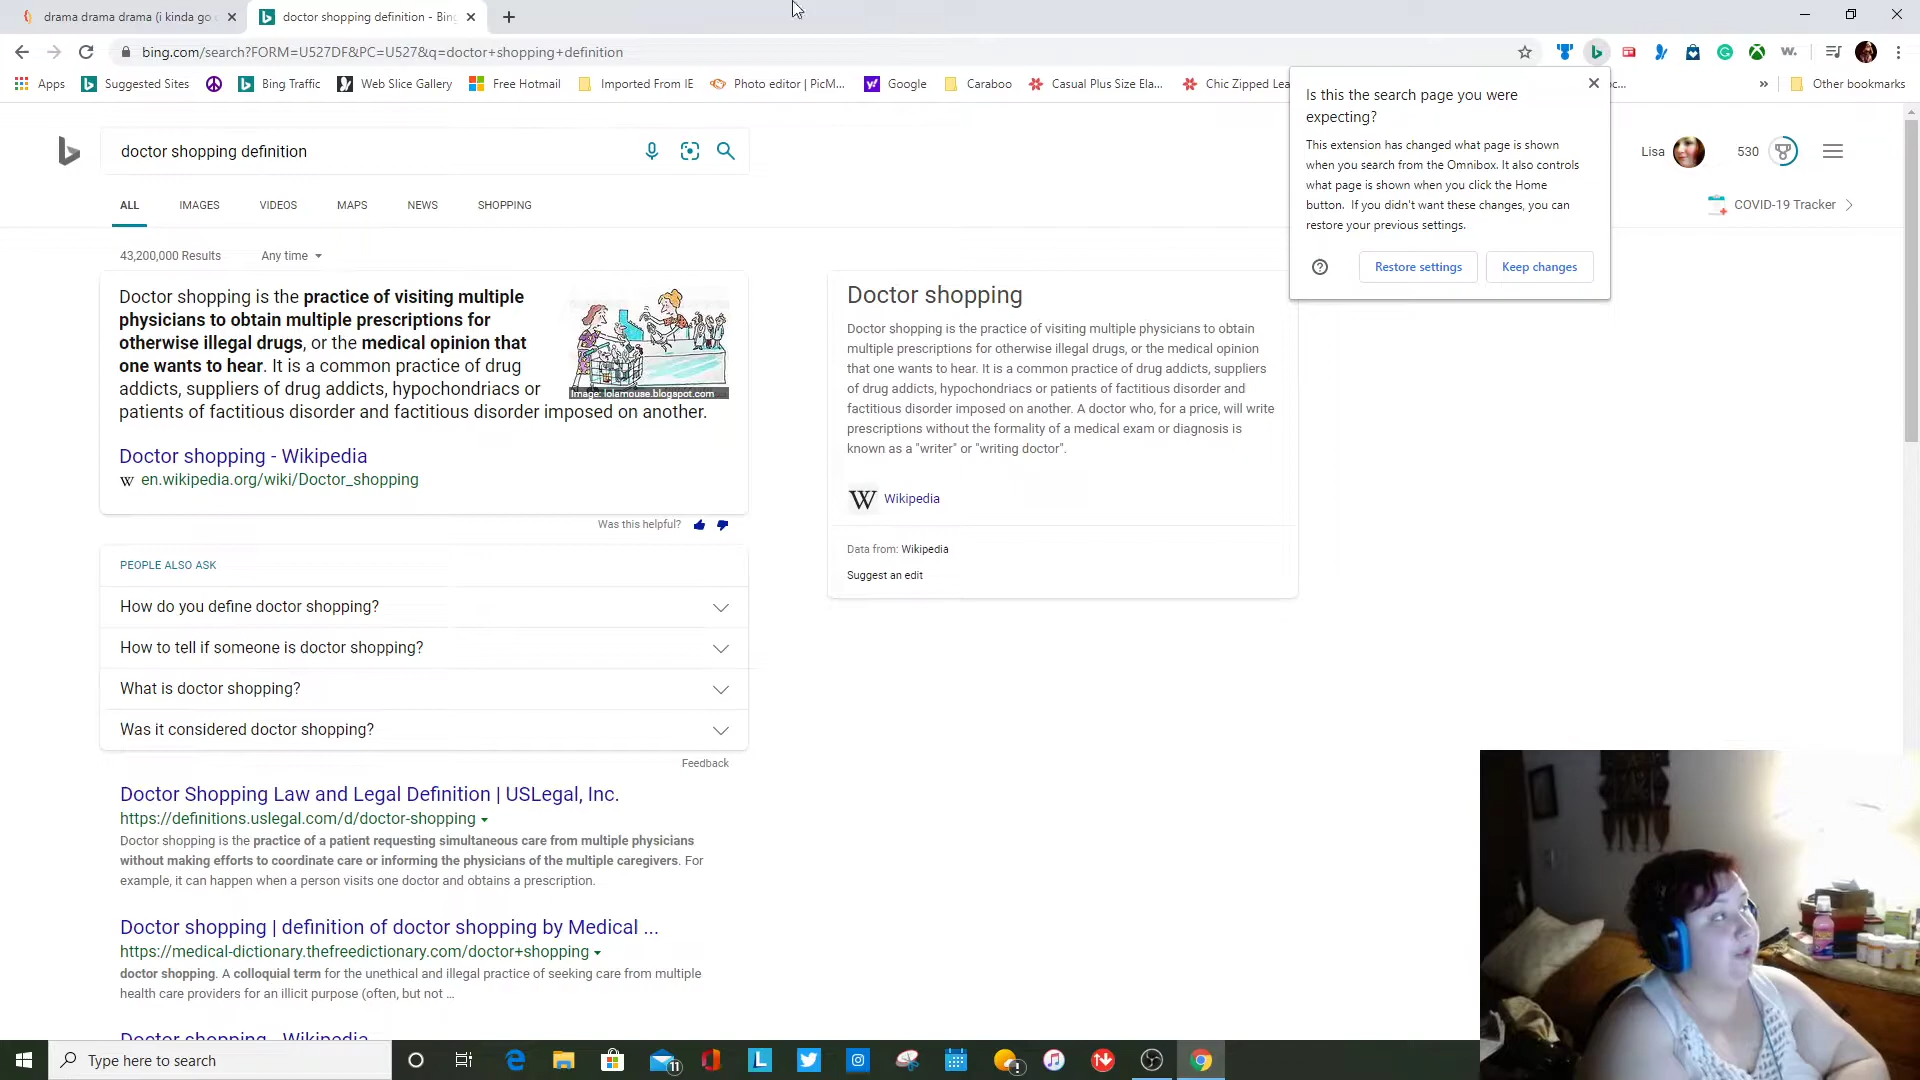 drama drama drama (i kinda go
doctor shopping definition - Bing
bing.com/search?FORM=U527DF&PC=U527&q=doctor+shopping+definition
Apps
Suggested Sites
Bing Traffic
Web Slice Gallery
Free Hotmail
Imported From IE
Photo editor | PicM...
Google
Caraboo
Casual Plus Size Ela...
Chic Zipped Lea
Other bookmarks
Is this the search page you were
expecting?
This extension has changed what page is shown
when you search from the Omnibox. It also controls
what page is shown when you click the Home
button. If you didn't want these changes, you can
restore your previous settings.
Restore settings
Keep changes
doctor shopping definition
Lisa
530
ALL
IMAGES
VIDEOS
MAPS
NEWS
SHOPPING
COVID-19 Tracker
43,200,000 Results
Any time
Doctor shopping is the practice of visiting multiple
physicians to obtain multiple prescriptions for
otherwise illegal drugs, or the medical opinion that
one wants to hear. It is a common practice of drug
addicts, suppliers of drug addicts, hypochondriacs or
patients of factitious disorder and factitious disorder imposed on another.
Image: lolamouse.blogspot.com
Doctor shopping - Wikipedia
W en.wikipedia.org/wiki/Doctor_shopping
Was this helpful?
Doctor shopping
Doctor shopping is the practice of visiting multiple physicians to obtain
multiple prescriptions for otherwise illegal drugs, or the medical opinion
that one wants to hear. It is a common practice of drug addicts, suppliers
of drug addicts, hypochondriacs or patients of factitious disorder and
factitious disorder imposed on another. A doctor who, for a price, will write
prescriptions without the formality of a medical exam or diagnosis is
known as a "writer" or "writing doctor".
W Wikipedia
Data from: Wikipedia
Suggest an edit
PEOPLE ALSO ASK
How do you define doctor shopping?
How to tell if someone is doctor shopping?
What is doctor shopping?
Was it considered doctor shopping?
Feedback
Doctor Shopping Law and Legal Definition | USLegal, Inc.
https://definitions.uslegal.com/d/doctor-shopping
Doctor shopping is the practice of a patient requesting simultaneous care from multiple physicians
without making efforts to coordinate care or informing the physicians of the multiple caregivers. For
example, it can happen when a person visits one doctor and obtains a prescription.
Doctor shopping | definition of doctor shopping by Medical ...
https://medical-dictionary.thefreedictionary.com/doctor+shopping
doctor shopping. A colloquial term for the unethical and illegal practice of seeking care from multiple
health care providers for an illicit purpose (often, but not ...
Doctor shopping - Wikipedia
Type here to search
11